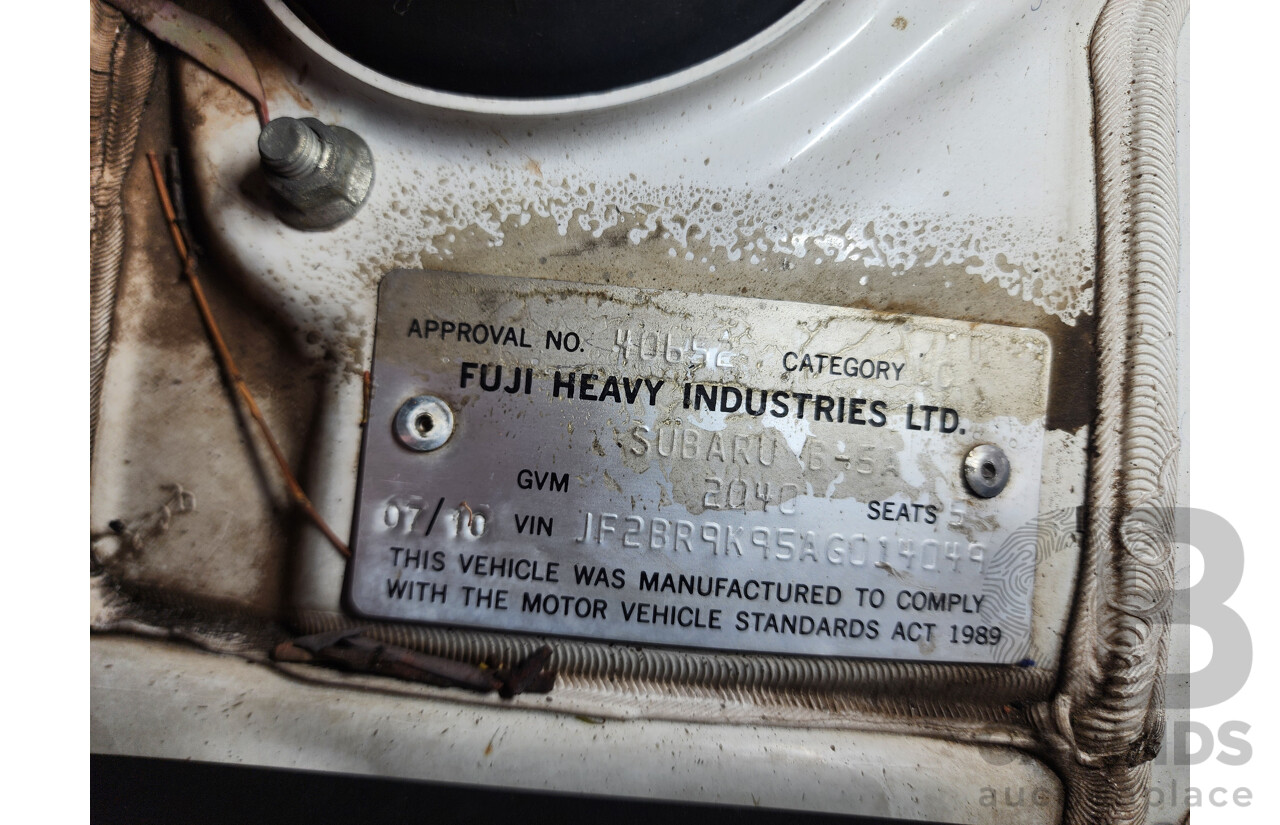 APPROVAL NO. 40652 CATEGORY
FUJI HEAVY INDUSTRIES LTD.
SUBARU B-5A
GVM 2040 SEATS 5
07/10 VIN JF2BR9K95AG014049
THIS VEHICLE WAS MANUFACTURED TO COMPLY
WITH THE MOTOR VEHICLE STANDARDS ACT 1989